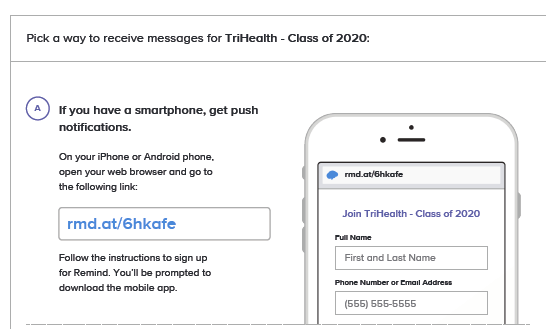 Pick a way to receive messages for TriHealth - Class of 2020:
A
If you have a smartphone, get push
notifications.
On your iPhone or Android phone,
open your web browser and go to
the following link:
rmd.at/6hkafe
Follow the instructions to sign up
for Remind. You'll be prompted to
download the mobile app.
rmd.at/6hkafe
Join TriHealth - Class of 2020
Full Name
First and Last Name
Phone Number or Email Address
(555) 555-5555